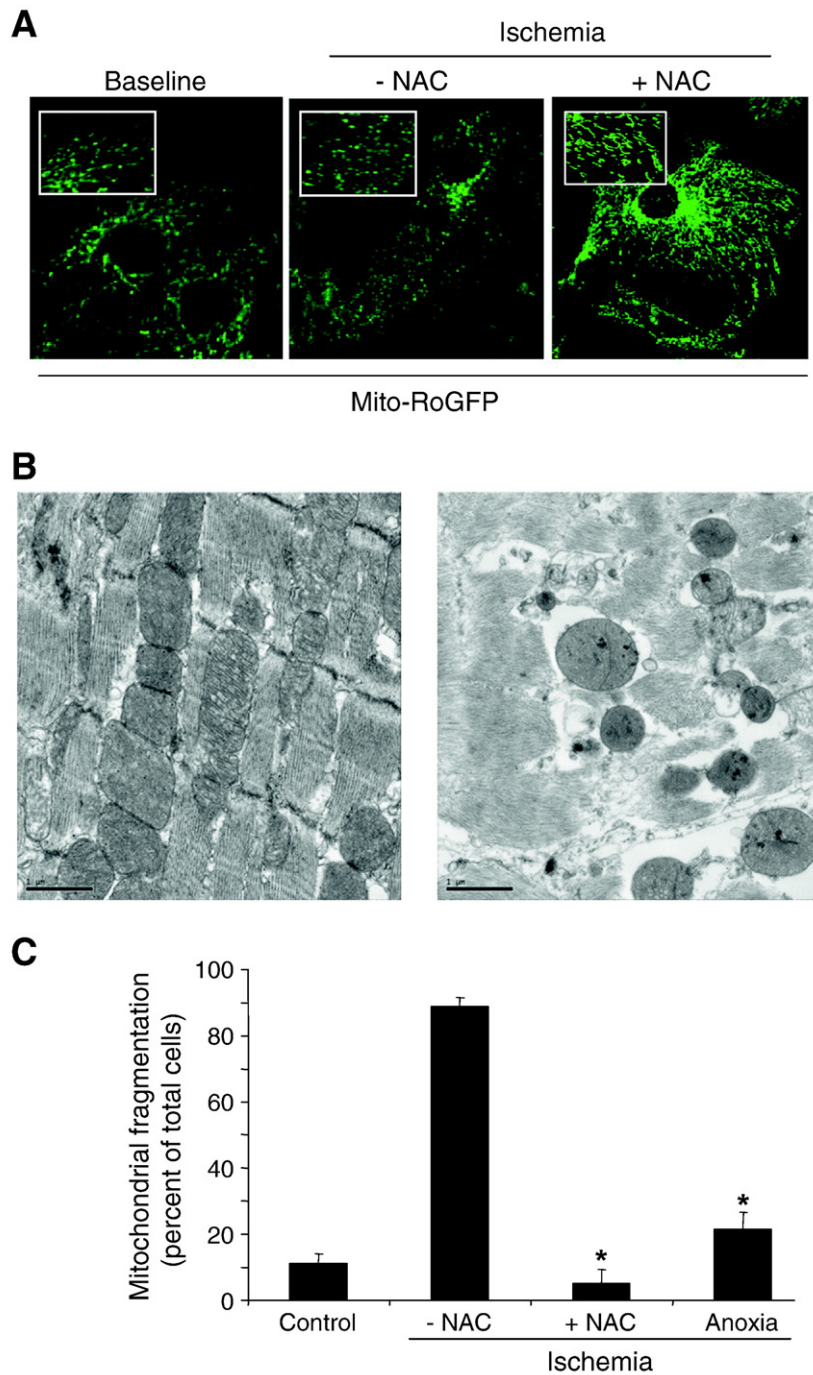 A
Ischemia
Baseline
- NAC
+ NAC
Mito-RoGFP
B
1 µm
1 µm
C
Mitochondrial fragmentation
(percent of total cells)
100
80
60
40
20
0
*
*
Control
- NAC
+ NAC
Anoxia
Ischemia